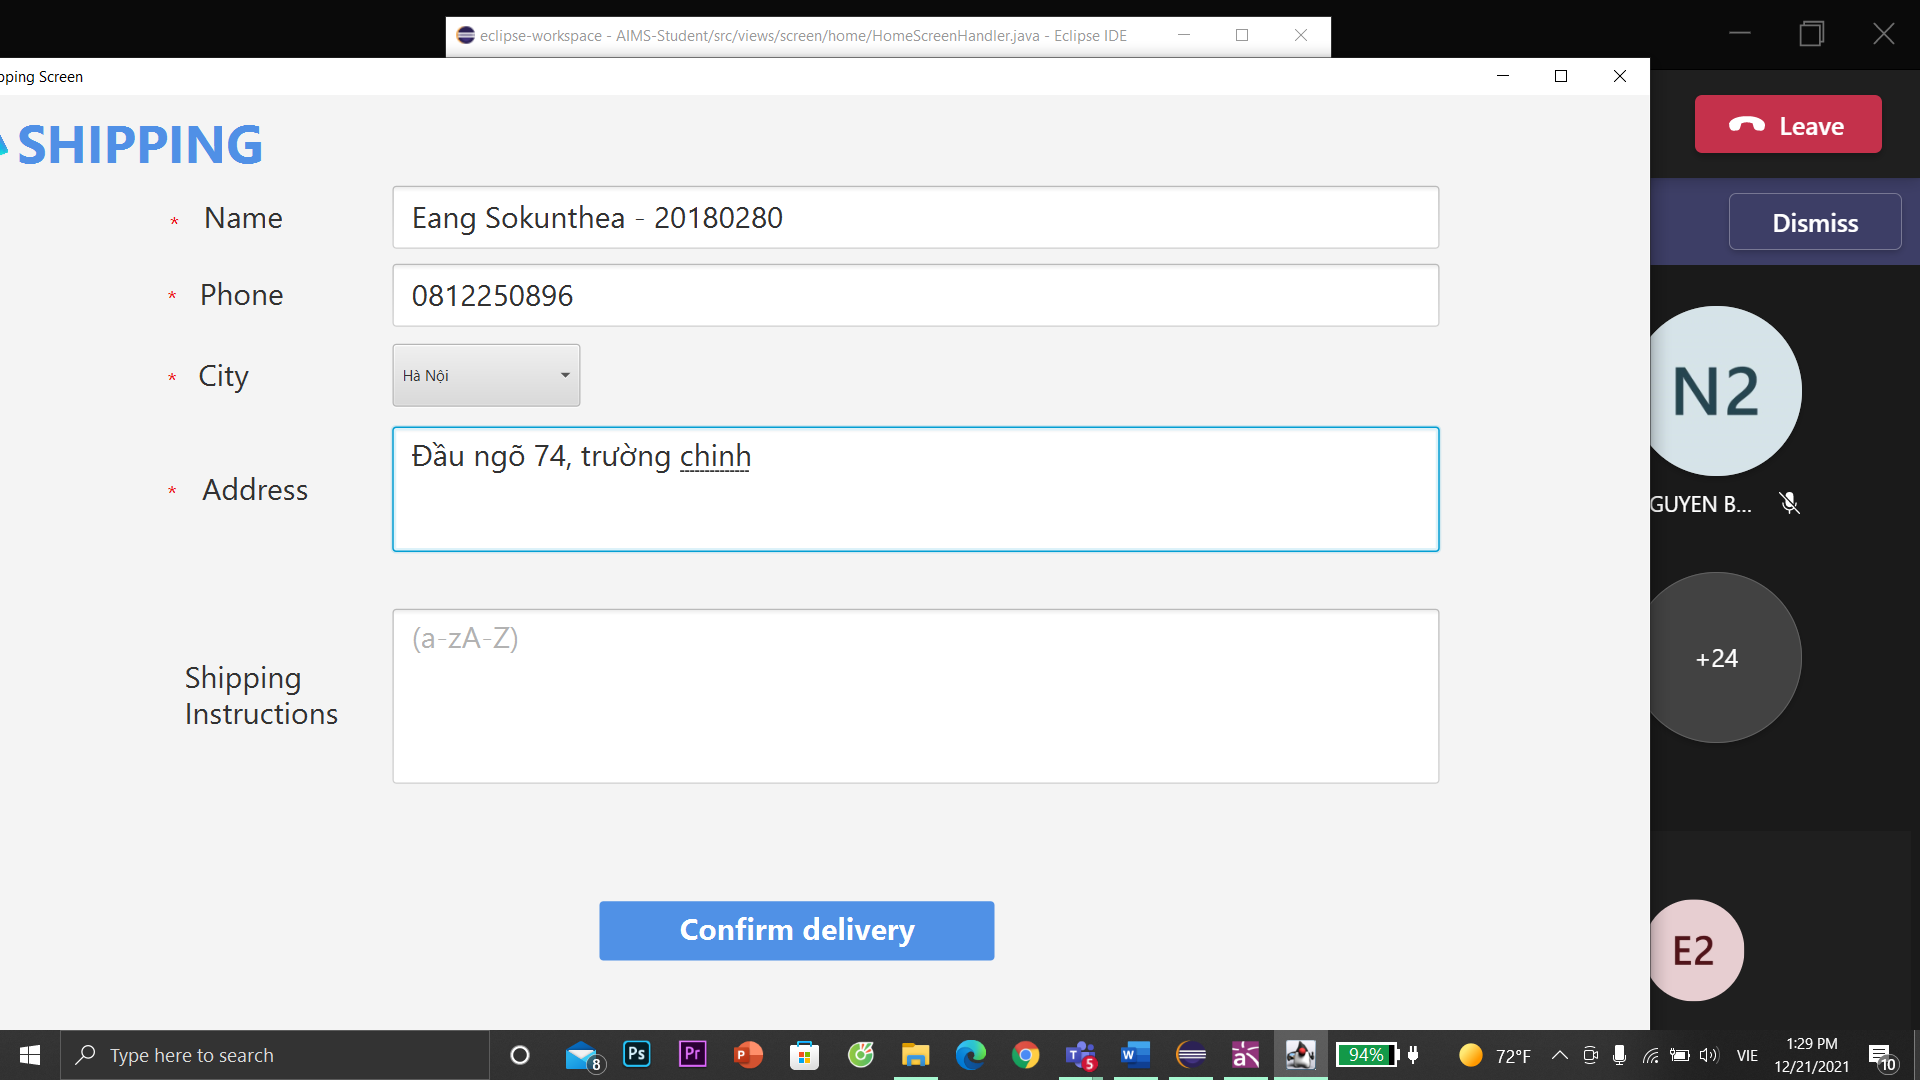 eclipse-workspace - AIMS-Student/src/views/screen/home/HomeScreenHandler.java - Eclipse IDE
pping Screen
SHIPPING
* Name
Eang Sokunthea - 20180280
* Phone
0812250896
* City
Hà Nội
* Address
Đầu ngõ 74, trường chinh
Shipping
Instructions
(a-zA-Z)
Confirm delivery
Leave
Dismiss
N2
GUYEN B...
+24
E2
Type here to search
8
Ps
Pr
P
5
W
a
94%
72°F
VIE
1:29 PM
12/21/2021
10